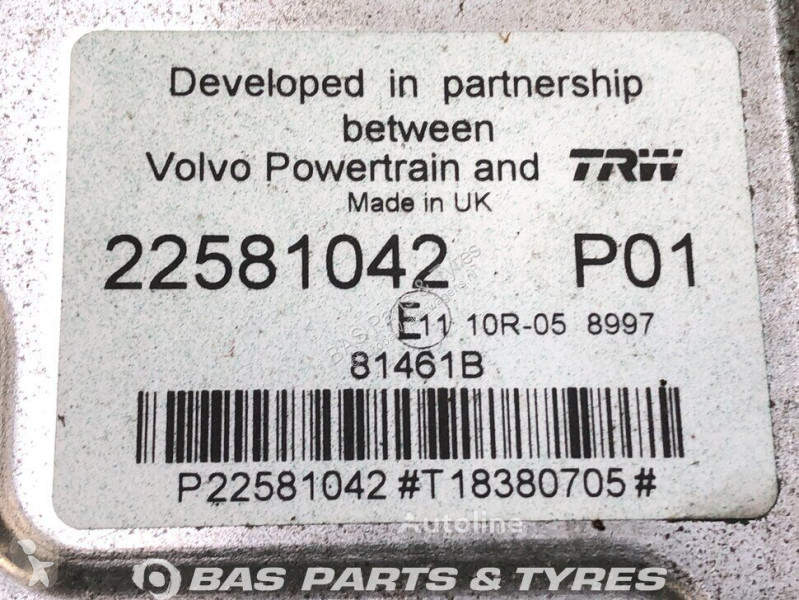 Developed in partnership
between
Volvo Powertrain and TRW
Made in UK
22581042 P01
E11 10R-05 8997
81461B
P22581042#T18380705#
Autoline
BAS PARTS & TYRES